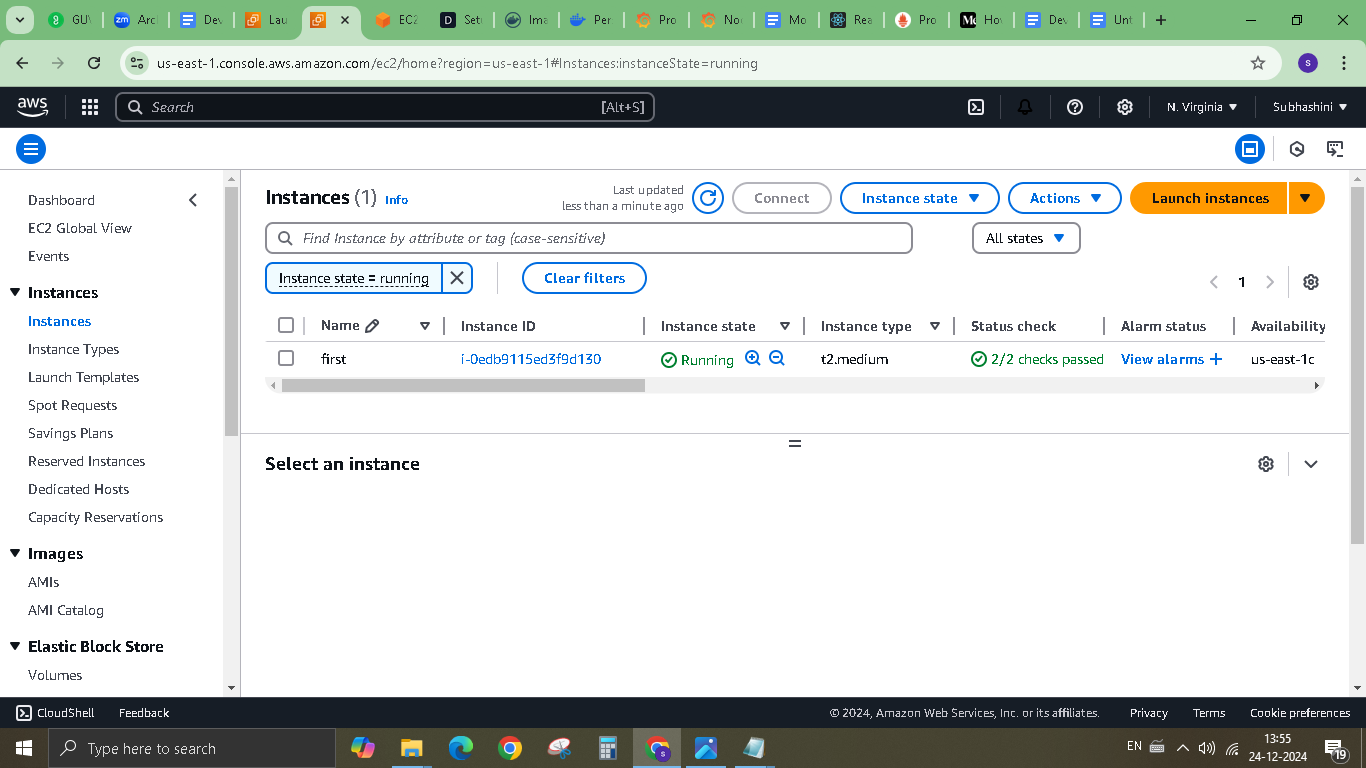 GUV
zm Arc
Dev
Lau
EC2
D Set
Ima
Per
Pro
Noc
Mo
Rea
Pro
Hov
Dev
Unt
us-east-1.console.aws.amazon.com/ec2/home?region=us-east-1#Instances:instanceState=running
s
aws
Search [Alt+S]
N. Virginia
Subhashini
Dashboard
EC2 Global View
Events
Instances
Instances
Instance Types
Launch Templates
Spot Requests
Savings Plans
Reserved Instances
Dedicated Hosts
Capacity Reservations
Images
AMIs
AMI Catalog
Elastic Block Store
Volumes
Instances (1) Info
Last updated
less than a minute ago
Connect
Instance state
Actions
Launch instances
Find Instance by attribute or tag (case-sensitive)
All states
Instance state = running
Clear filters
1
Name Instance ID Instance state Instance type Status check Alarm status Availability
first i-0edb9115ed3f9d130 Running t2.medium 2/2 checks passed View alarms + us-east-1c
Select an instance
CloudShell Feedback © 2024, Amazon Web Services, Inc. or its affiliates. Privacy Terms Cookie preferences
Type here to search
EN
13:55
24-12-2024
19